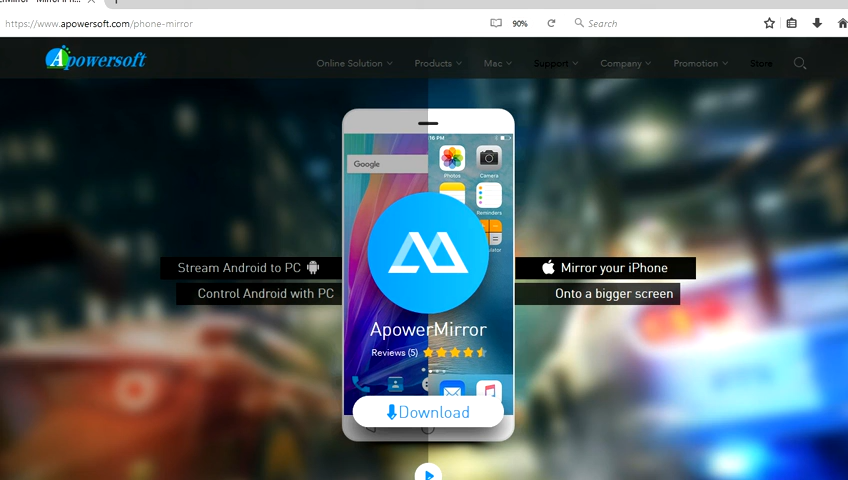 https://www.apowersoft.com/phone-mirror
90%
Search
Apowersoft
Online Solution
Products
Mac
Support
Company
Promotion
Store
Google
Photos
Camera
Reminders
Stream Android to PC
Control Android with PC
Mirror your iPhone
Onto a bigger screen
ApowerMirror
Reviews (5)
Download